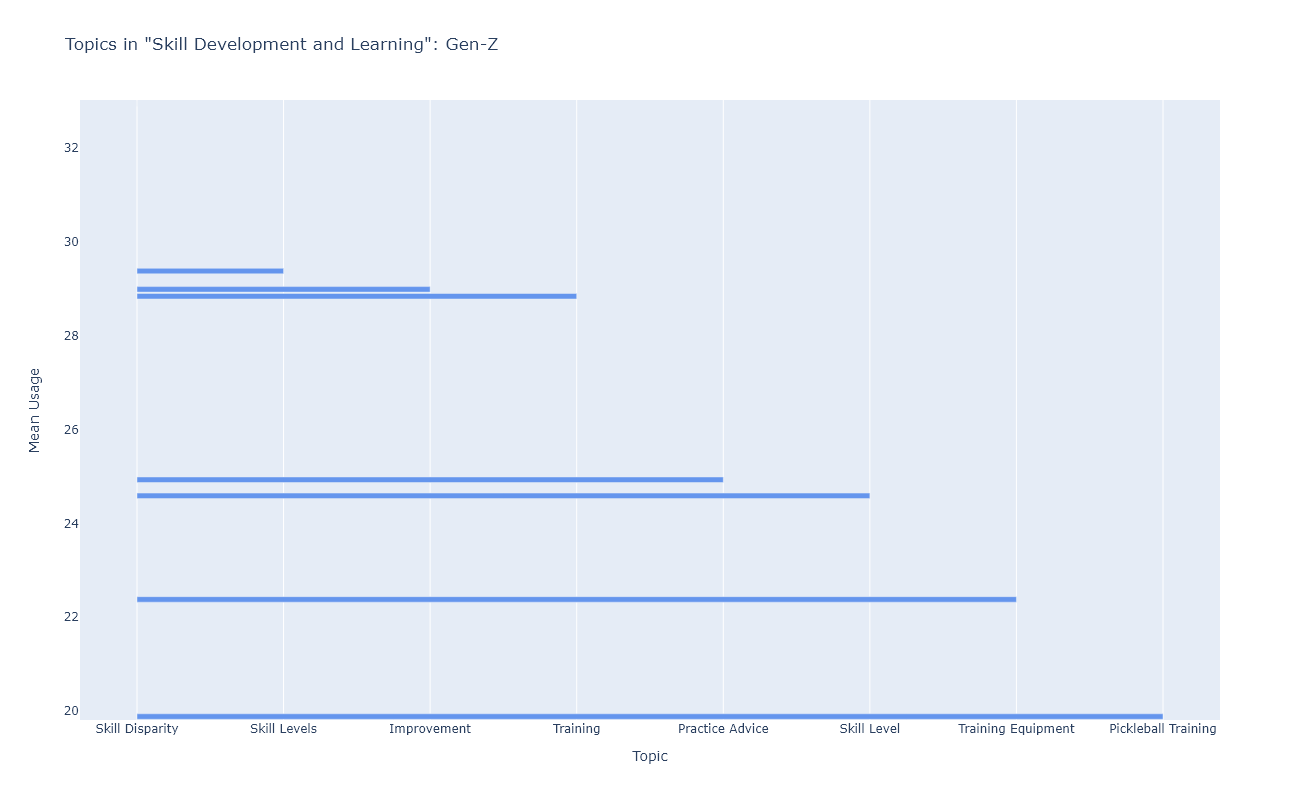 Topics in "Skill Development and Learning": Gen-Z
32
30
28
26
24
22
20
Mean Usage
Skill Disparity
Skill Levels
Improvement
Training
Practice Advice
Skill Level
Training Equipment
Pickleball Training
Topic